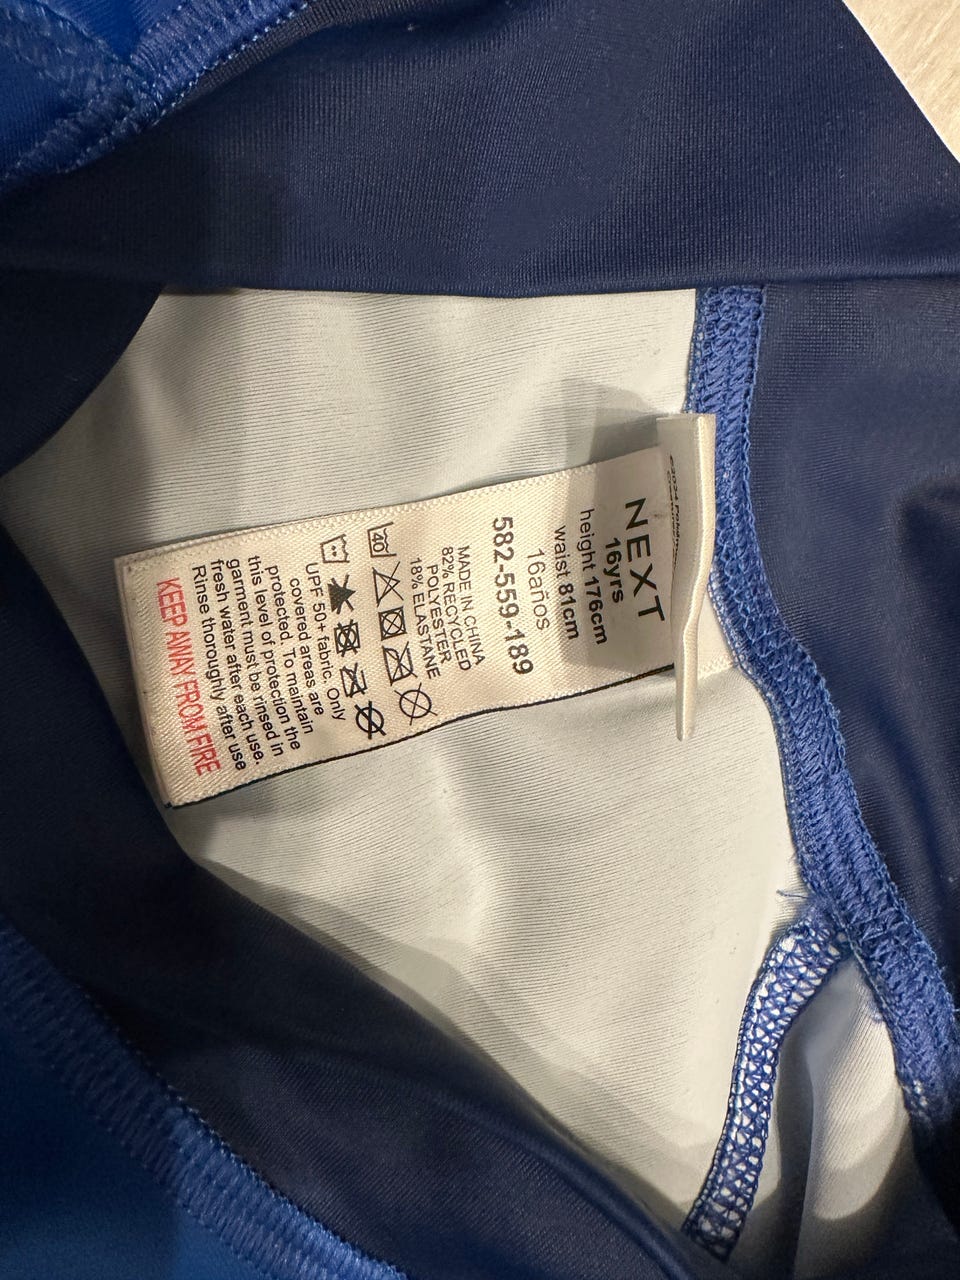 NEXT
16yrs
height 176cm
waist 81cm
16años
582-559-189
MADE IN CHINA
82% RECYCLED
POLYESTER
18% ELASTANE
40
UPF 50+ fabric. Only
covered areas are
protected. To maintain
this level of protection the
garment must be rinsed in
fresh water after each use.
Rinse thoroughly after use
KEEP AWAY FROM FIRE
©2024